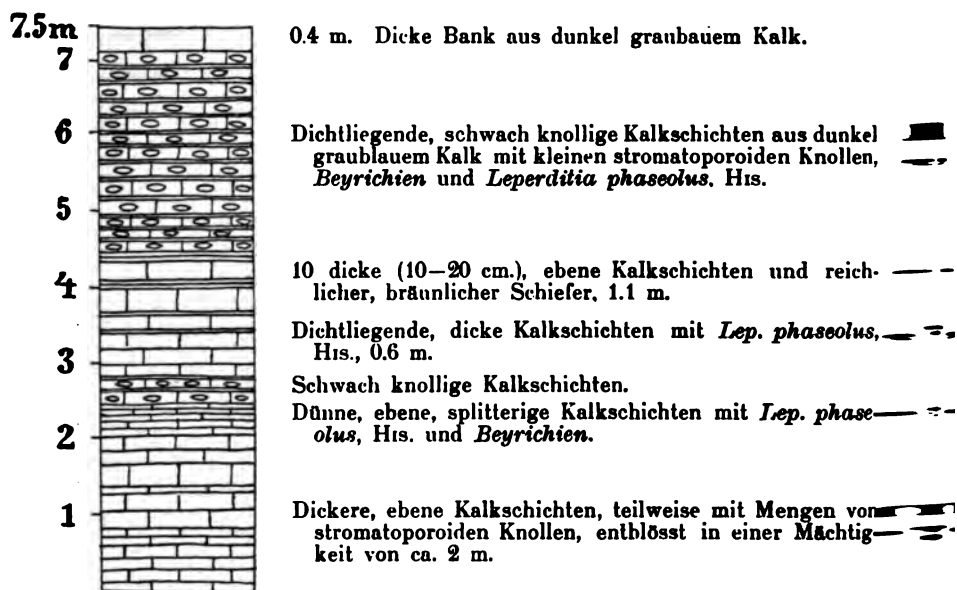 7.5m
0.4 m. Dicke Bank aus dunkel graubauem Kalk.
7
6
Dichtliegende, schwach knollige Kalkschichten aus dunkel
graublauem Kalk mit kleinen stromatoporoiden Knollen,
Beyrichien und Leperditia phaseolus, His.
5
10 dicke (10—20 cm.), ebene Kalkschichten und reich-
licher, bräunlicher Schiefer, 1.1 m.
4
Dichtliegende, dicke Kalkschichten mit Lep. phaseolus,
His., 0.6 m.
3
Schwach knollige Kalkschichten.
Dünne, ebene, splitterige Kalkschichten mit Lep. phase
olus, His. und Beyrichien.
2
1
Dickere, ebene Kalkschichten, teilweise mit Mengen von
stromatoporoiden Knollen, entblösst in einer Mächtig
keit von ca. 2 m.